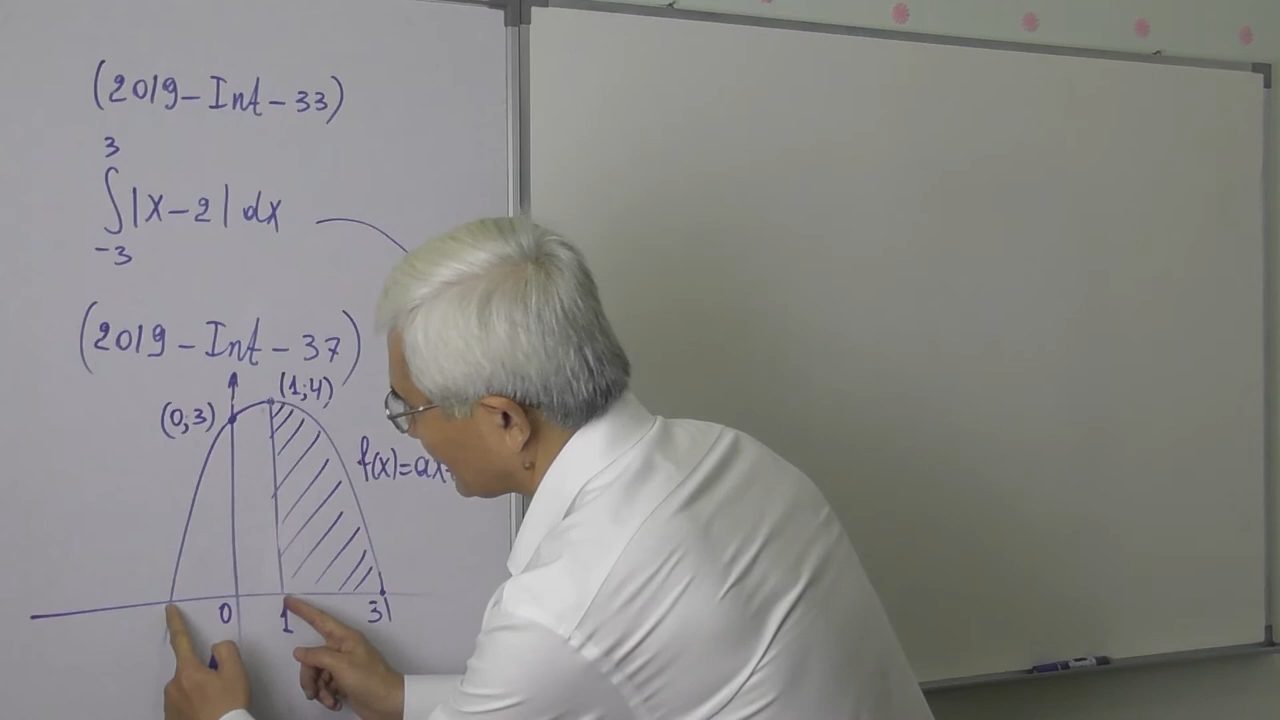 (2019-Int-33)
3
∫|x-2|dx
-3
(2019-Int-37)
(1;4)
(0;3)
f(x)=ax
0
1
3